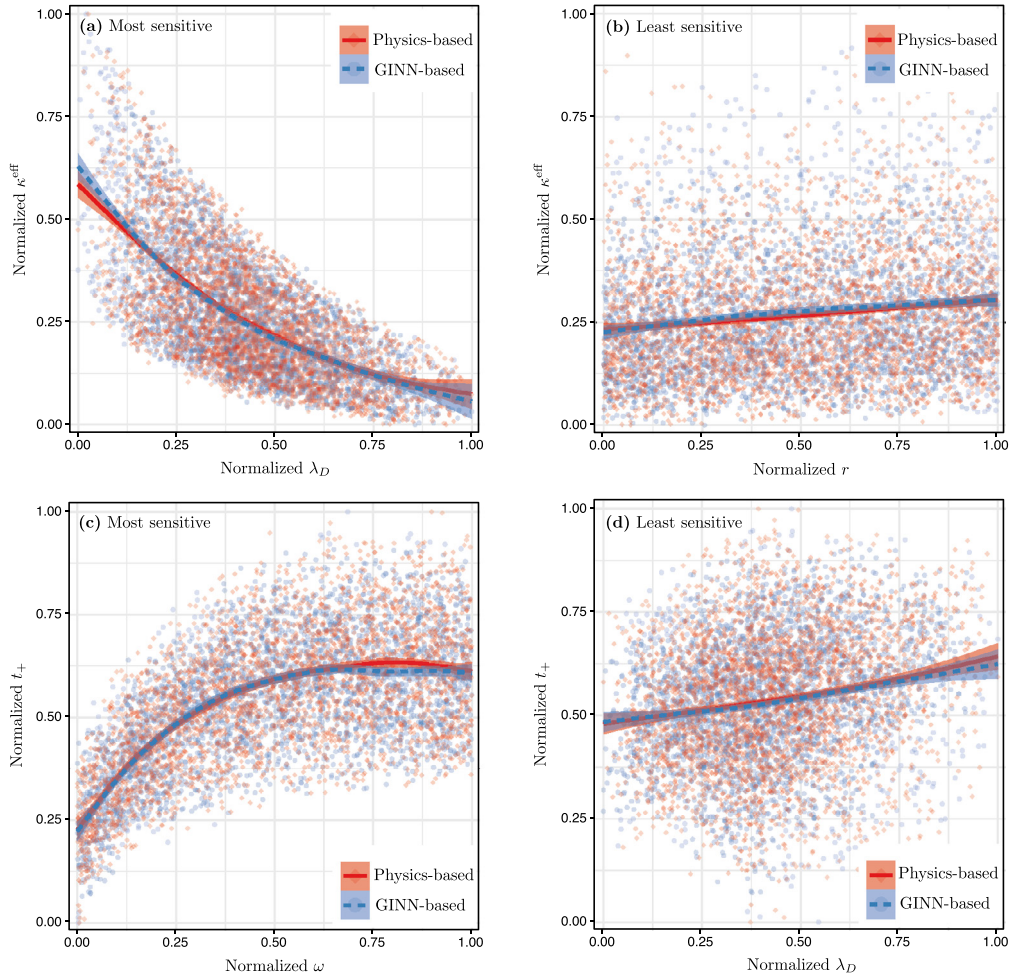 (a) Most sensitive
Physics-based
GINN-based
1.00
0.75
0.50
0.25
0.00
Normalized κ^eff
0.00 0.25 0.50 0.75 1.00
Normalized λ_D
(b) Least sensitive
Physics-based
GINN-based
1.00
0.75
0.50
0.25
0.00
Normalized κ^eff
0.00 0.25 0.50 0.75 1.00
Normalized r
(c) Most sensitive
1.00
0.75
0.50
0.25
0.00
Normalized t_+
Physics-based
GINN-based
0.00 0.25 0.50 0.75 1.00
Normalized ω
(d) Least sensitive
1.00
0.75
0.50
0.25
0.00
Normalized t_+
Physics-based
GINN-based
0.00 0.25 0.50 0.75 1.00
Normalized λ_D